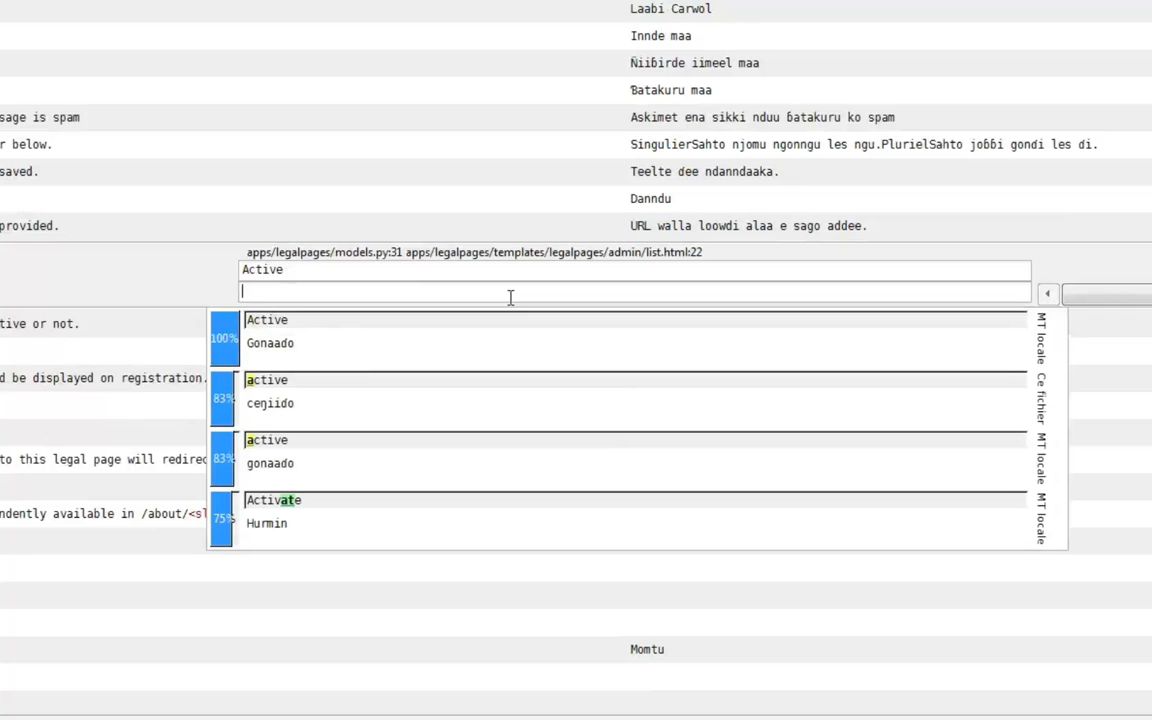 Laabi Carwol
Innde maa
Ñiiɓirde iimeel maa
Ɓatakuru maa
sage is spam
Askimet ena sikki nduu ɓatakuru ko spam
r below.
SingulierSahto njomu ngonngu les ngu.PlurielSahto joɓɓi gondi les di.
saved.
Teelte dee ndanndaaka.
Danndu
provided.
URL walla loowdi alaa e sago addee.
apps/legalpages/models.py:31 apps/legalpages/templates/legalpages/admin/list.html:22
Active
tive or not.
100%
Active
Gonaado
MT locale
d be displayed on registration.
83%
active
ceŋiido
Ce fichier
to this legal page will redirec
83%
active
gonaado
MT locale
ndently available in /about/<sl
75%
Activate
Hurmin
MT locale
Momtu